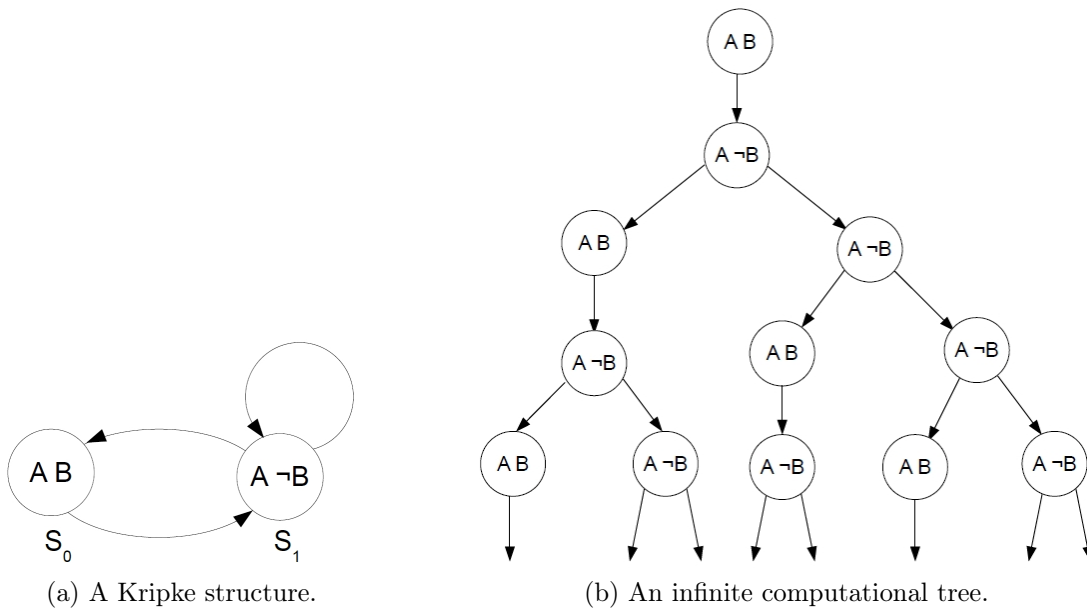 A B
A ¬B
A B
A ¬B
A ¬B
A B
A ¬B
A B
A ¬B
A B
A ¬B
A ¬B
A B
A ¬B
A B
A ¬B
S0
S1
(a) A Kripke structure.
(b) An infinite computational tree.